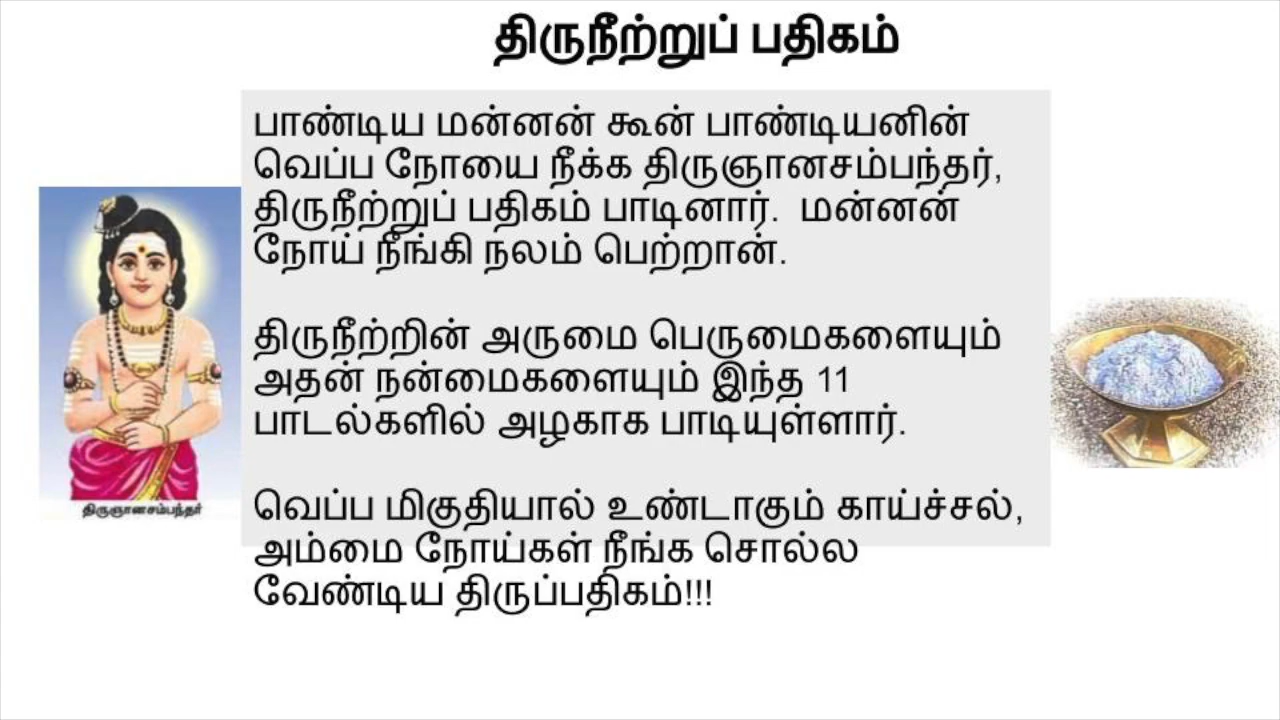 திருநீற்றுப் பதிகம்
பாண்டிய மன்னன் கூன் பாண்டியனின்
வெப்ப நோயை நீக்க திருஞானசம்பந்தர்,
திருநீற்றுப் பதிகம் பாடினார். மன்னன்
நோய் நீங்கி நலம் பெற்றான்.
திருநீற்றின் அருமை பெருமைகளையும்
அதன் நன்மைகளையும் இந்த 11
பாடல்களில் அழகாக பாடியுள்ளார்.
வெப்ப மிகுதியால் உண்டாகும் காய்ச்சல்,
அம்மை நோய்கள் நீங்க சொல்ல
வேண்டிய திருப்பதிகம்!!!
திருஞானசம்பந்தர்